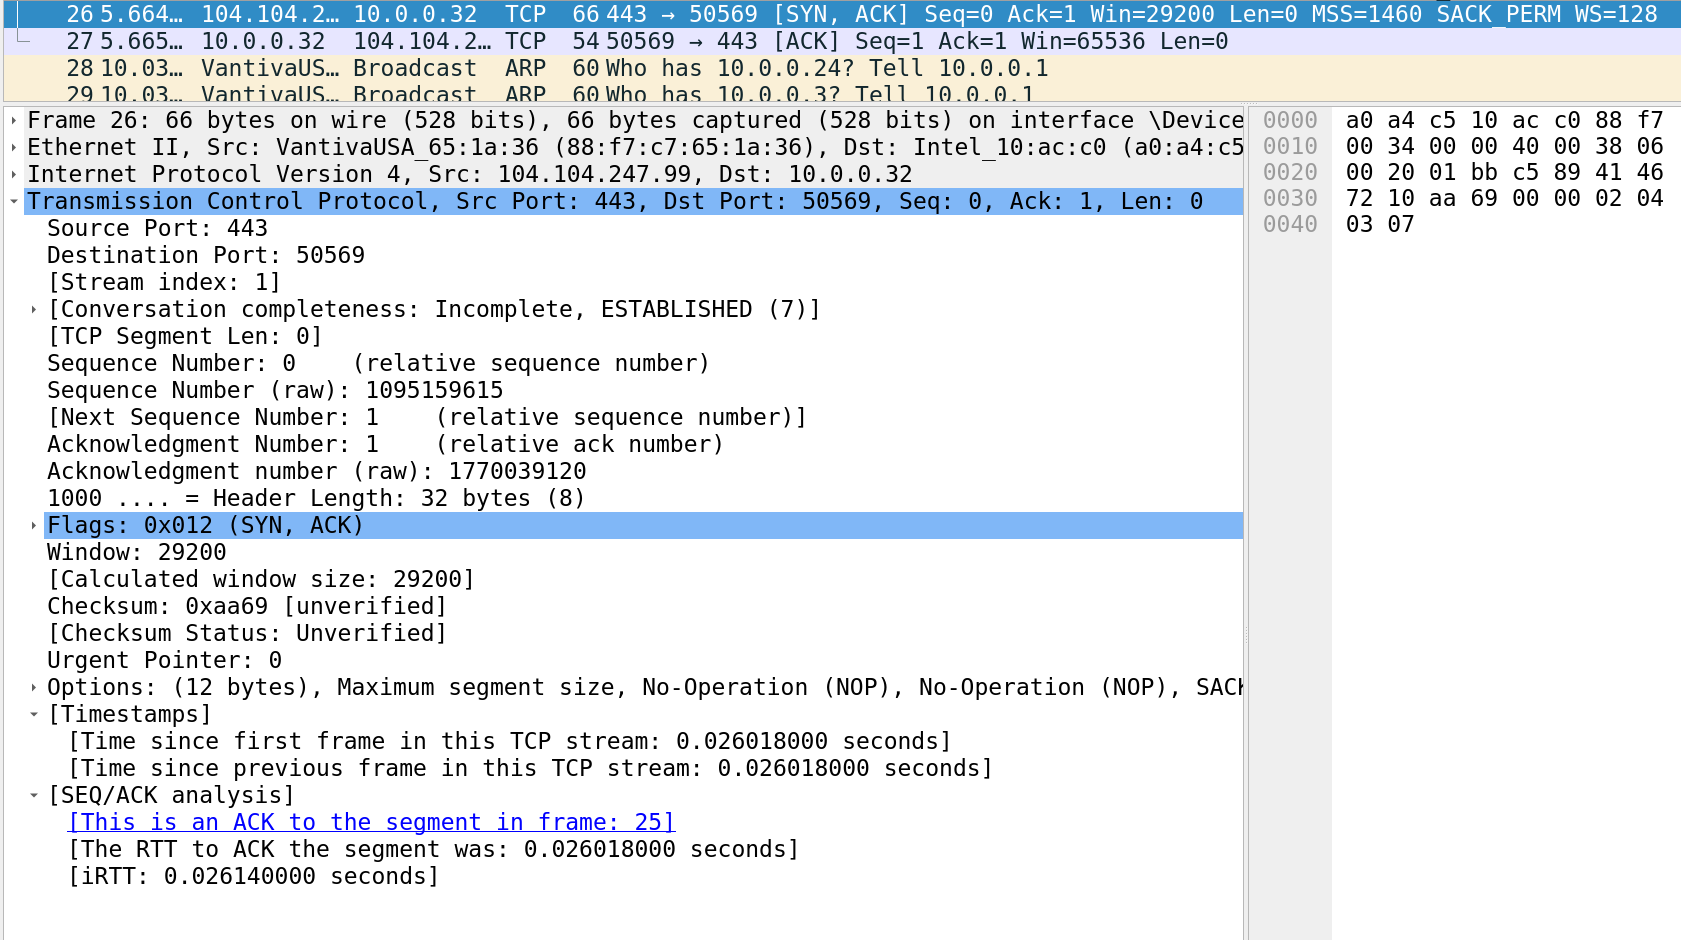 26 5.664… 104.104.2… 10.0.0.32 TCP 66 443 → 50569 [SYN, ACK] Seq=0 Ack=1 Win=29200 Len=0 MSS=1460 SACK_PERM WS=128
27 5.665… 10.0.0.32 104.104.2… TCP 54 50569 → 443 [ACK] Seq=1 Ack=1 Win=65536 Len=0
28 10.03… VantivaUS… Broadcast ARP 60 Who has 10.0.0.24? Tell 10.0.0.1
29 10.03… VantivaUS… Broadcast ARP 60 Who has 10.0.0.3? Tell 10.0.0.1
Frame 26: 66 bytes on wire (528 bits), 66 bytes captured (528 bits) on interface \Device
Ethernet II, Src: VantivaUSA_65:1a:36 (88:f7:c7:65:1a:36), Dst: Intel_10:ac:c0 (a0:a4:c5
Internet Protocol Version 4, Src: 104.104.247.99, Dst: 10.0.0.32
Transmission Control Protocol, Src Port: 443, Dst Port: 50569, Seq: 0, Ack: 1, Len: 0
Source Port: 443
Destination Port: 50569
[Stream index: 1]
[Conversation completeness: Incomplete, ESTABLISHED (7)]
[TCP Segment Len: 0]
Sequence Number: 0    (relative sequence number)
Sequence Number (raw): 1095159615
[Next Sequence Number: 1    (relative sequence number)]
Acknowledgment Number: 1    (relative ack number)
Acknowledgment number (raw): 1770039120
1000 .... = Header Length: 32 bytes (8)
Flags: 0x012 (SYN, ACK)
Window: 29200
[Calculated window size: 29200]
Checksum: 0xaa69 [unverified]
[Checksum Status: Unverified]
Urgent Pointer: 0
Options: (12 bytes), Maximum segment size, No-Operation (NOP), No-Operation (NOP), SACK
[Timestamps]
[Time since first frame in this TCP stream: 0.026018000 seconds]
[Time since previous frame in this TCP stream: 0.026018000 seconds]
[SEQ/ACK analysis]
[This is an ACK to the segment in frame: 25]
[The RTT to ACK the segment was: 0.026018000 seconds]
[iRTT: 0.026140000 seconds]
0000 a0 a4 c5 10 ac c0 88 f7
0010 00 34 00 00 40 00 38 06
0020 00 20 01 bb c5 89 41 46
0030 72 10 aa 69 00 00 02 04
0040 03 07